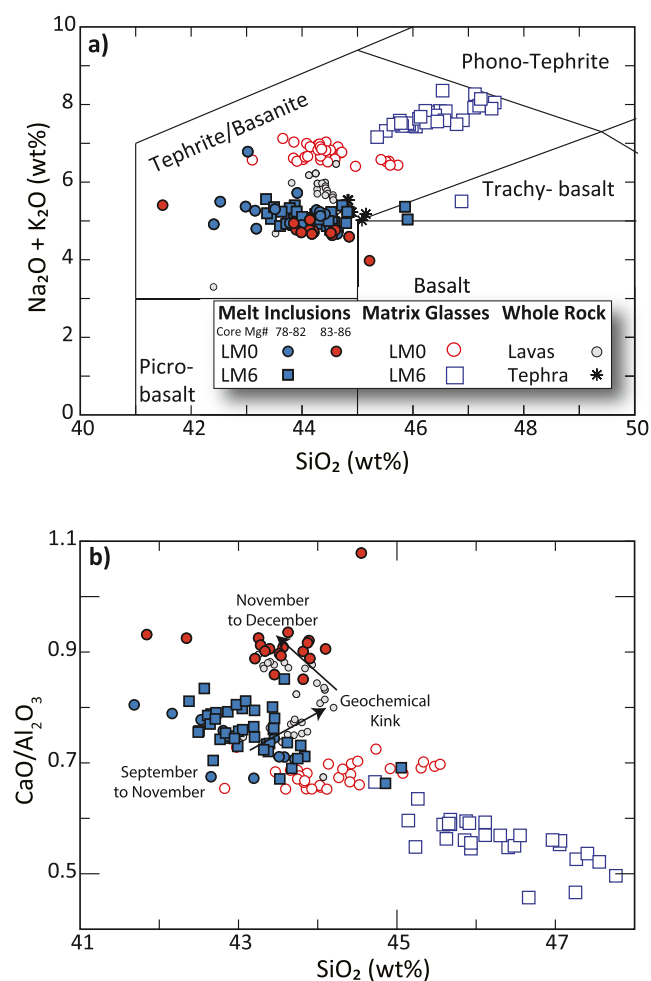 10
a)
Phono-Tephrite
8
Tephrite/Basanite
Na₂O + K₂O (wt%)
6
Trachy- basalt
4
Basalt
Melt Inclusions Matrix Glasses Whole Rock
Core Mg# 78-82 83-86
LM0 LM0 Lavas
LM6 LM6 Tephra
2
Picro-
basalt
0
40 42 44 46 48 50
SiO₂ (wt%)
1.1
b)
November
to December
0.9
Geochemical
Kink
CaO/Al₂O₃
0.7
September
to November
0.5
41 43 45 47
SiO₂ (wt%)